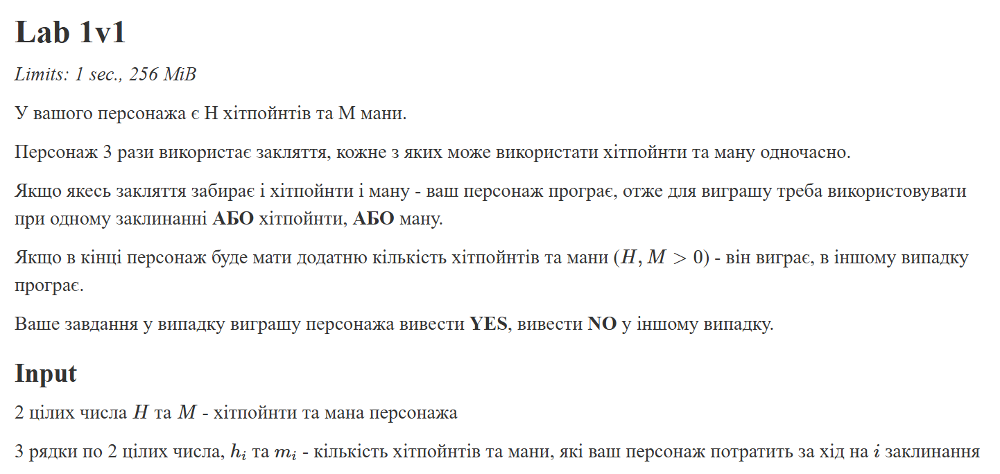 Lab 1v1
Limits: 1 sec., 256 MiB
У вашого персонажа є H хітпойнтів та M мани.
Персонаж 3 рази використає закляття, кожне з яких може використати хітпойнти та ману одночасно.
Якщо якесь закляття забирає і хітпойнти і ману - ваш персонаж програє, отже для виграшу треба використовувати
при одному заклинанні АБО хітпойнти, АБО ману.
Якщо в кінці персонаж буде мати додатню кількість хітпойнтів та мани (H, M > 0) - він виграє, в іншому випадку
програє.
Ваше завдання у випадку виграшу персонажа вивести YES, вивести NO у іншому випадку.
Input
2 цілих числа H та M - хітпойнти та мана персонажа
3 рядки по 2 цілих числа, hᵢ та mᵢ - кількість хітпойнтів та мани, які ваш персонаж потратить за хід на i заклинання